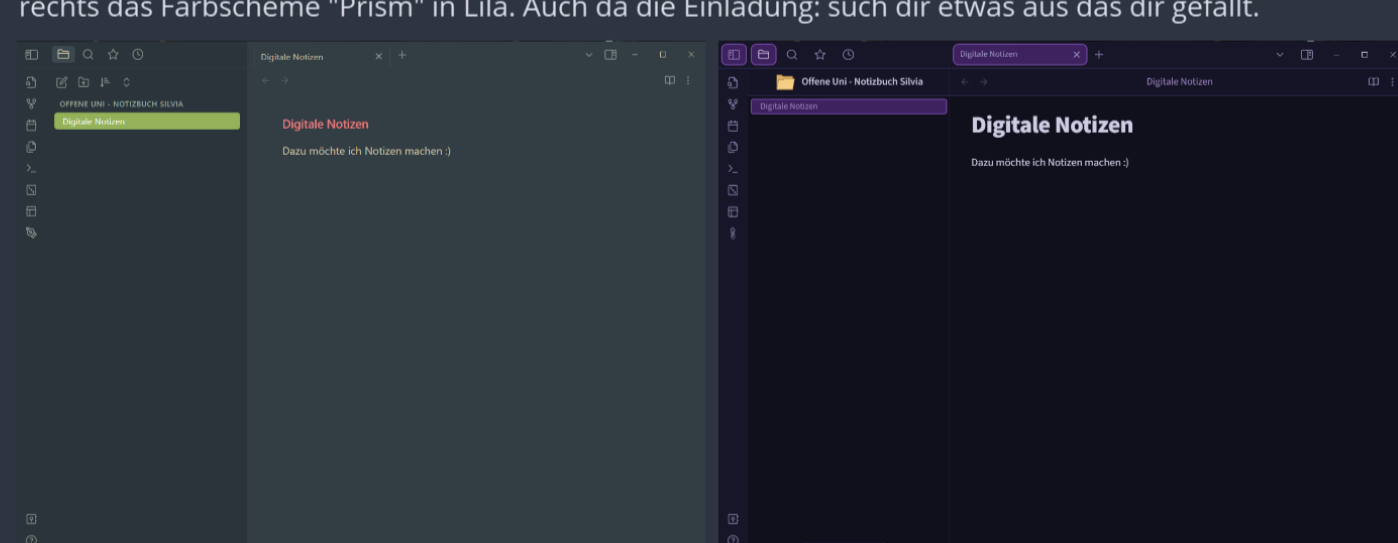 rechts das Farbscheme "Prism" in Lila. Auch da die Einladung: such dir etwas aus das dir gefällt.
Digitale Notizen
OFFENE UNI - NOTIZBUCH SILVIA
Digitale Notizen
Digitale Notizen
Dazu möchte ich Notizen machen :)
Digitale Notizen
Offene Uni - Notizbuch Silvia
Digitale Notizen
Digitale Notizen
Digitale Notizen
Dazu möchte ich Notizen machen :)